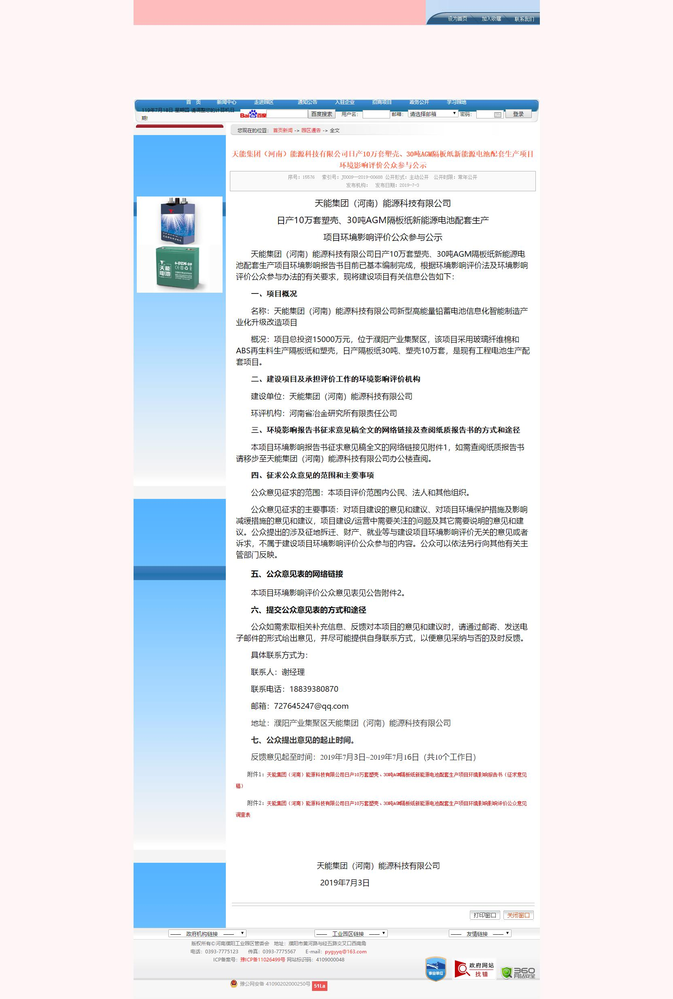 设为首页 加入收藏 联系我们
首 页 新闻中心 走进园区 通知公告 入驻企业 招商项目 政务公开 学习园地
119年7月18日 星期四 请调整您的计算机日
期!
Bai du 百度 百度搜索 用户名： 邮箱： 请选择邮箱 密码： 登录
您现在的位置： 首页新闻 -> 园区通告 -> 全文
天能集团（河南）能源科技有限公司日产10万套塑壳、30吨AGM隔板纸新能源电池配套生产项目
环境影响评价公众参与公示
序号：15576 索引号：J0009—2019-00688 公开形式：主动公开 公开时限：常年公开
发布机构： 发布日期：2019-7-3
天能集团（河南）能源科技有限公司
日产10万套塑壳、30吨AGM隔板纸新能源电池配套生产
项目环境影响评价公众参与公示
天能集团（河南）能源科技有限公司日产10万套塑壳、30吨AGM隔板纸新能源电
池配套生产项目环境影响报告书目前已基本编制完成，根据环境影响评价法及环境影响
评价公众参与办法的有关要求，现将建设项目有关信息公告如下：
6-DZM-20
天能
电池
一、项目概况
名称：天能集团（河南）能源科技有限公司新型高能量铅蓄电池信息化智能制造产
业化升级改造项目
概况：项目总投资15000万元，位于濮阳产业集聚区，该项目采用玻璃纤维棉和
ABS再生料生产隔板纸和塑壳，日产隔板纸30吨、塑壳10万套，是现有工程电池生产配
套项目。
二、建设项目及承担评价工作的环境影响评价机构
建设单位：天能集团（河南）能源科技有限公司
环评机构：河南省冶金研究所有限责任公司
三、环境影响报告书征求意见稿全文的网络链接及查阅纸质报告书的方式和途径
本项目环境影响报告书征求意见稿全文的网络链接见附件1，如需查阅纸质报告书
请移步至天能集团（河南）能源科技有限公司办公楼查阅。
四、征求公众意见的范围和主要事项
公众意见征求的范围：本项目评价范围内公民、法人和其他组织。
公众意见征求的主要事项：对项目建设的意见和建议、对项目环境保护措施及影响
减缓措施的意见和建议，项目建设/运营中需要关注的问题及其它需要说明的意见和建
议。公众提出的涉及征地拆迁、财产、就业等与建设项目环境影响评价无关的意见或者
诉求，不属于建设项目环境影响评价公众参与的内容。公众可以依法另行向其他有关主
管部门反映。
五、公众意见表的网络链接
本项目环境影响评价公众意见表见公告附件2。
六、提交公众意见表的方式和途径
公众如需索取相关补充信息、反馈对本项目的意见和建议时，请通过邮寄、发送电
子邮件的形式给出意见，并尽可能提供自身联系方式，以便意见采纳与否的及时反馈。
具体联系方式为：
联系人：谢经理
联系电话：18839380870
邮箱：727645247@qq.com
地址：濮阳产业集聚区天能集团（河南）能源科技有限公司
七、公众提出意见的起止时间。
反馈意见起至时间：2019年7月3日~2019年7月16日（共10个工作日）
附件1：天能集团（河南）能源科技有限公司日产10万套塑壳、30吨AGM隔板纸新能源电池配套生产项目环境影响报告书（征求意见
稿）
附件2：天能集团（河南）能源科技有限公司日产10万套塑壳、30吨AGM隔板纸新能源电池配套生产项目环境影响影响评价公众意见
调查表
天能集团（河南）能源科技有限公司
2019年7月3日
打印窗口 关闭窗口
—— 政府机构链接 —— —— 工业园区链接 —— —— 友情链接 ——
版权所有©河南濮阳工业园区管委会 地址：濮阳市黄河路与经五路交叉口西南角
电话：0393-7775123 传真：0393-7775567 E-mail：pygyyq@163.com
ICP备案号：豫ICP备11026499号 网站标识码：4109000048
事业单位
政府网站
找错
360
网站安全
豫公网安备 41090202000250号 51La